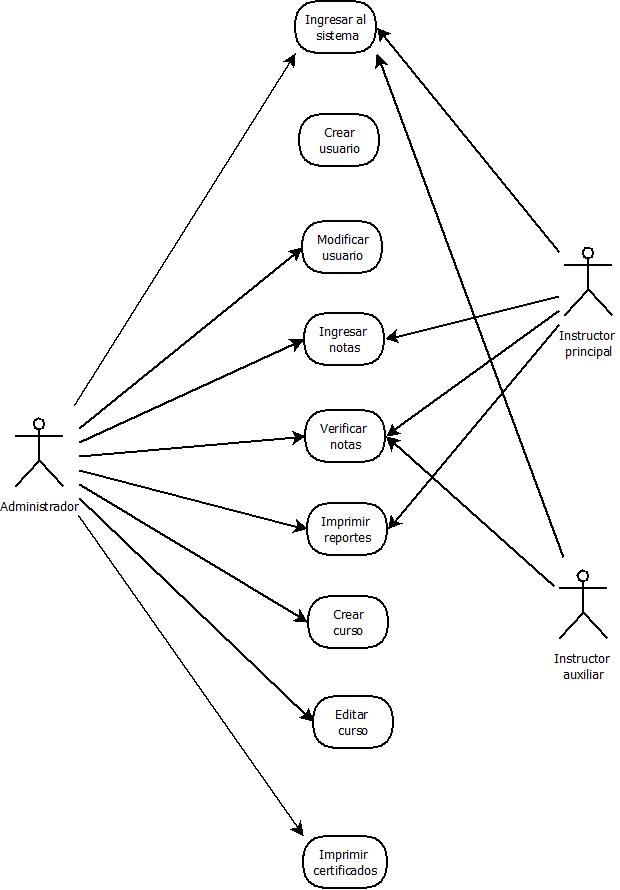 Ingresar al
sistema
Crear
usuario
Modificar
usuario
Ingresar
notas
Instructor
principal
Verificar
notas
Administrador
Imprimir
reportes
Crear
curso
Instructor
auxiliar
Editar
curso
Imprimir
certificados